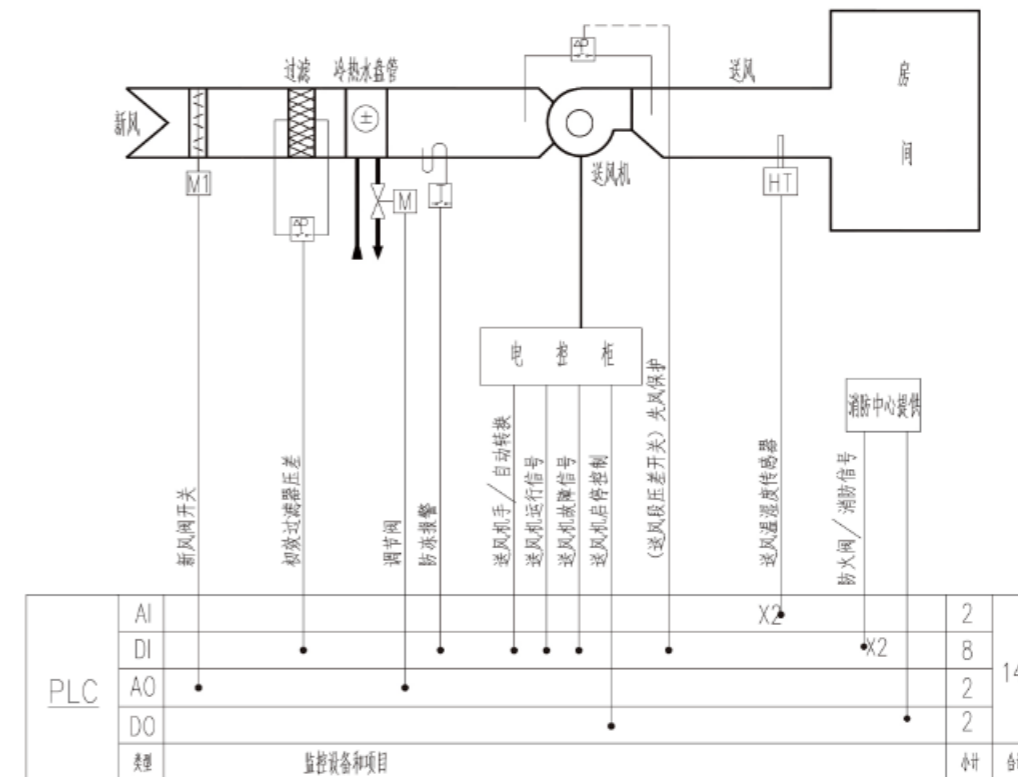 过滤
冷热水盘管
送风
房
间
新风
送风机
ΔP
M1
M
HT
ΔP
电 控 柜
消防中心提供
新风阀开关
初效过滤器压差
调节阀
防冻报警
送风机手/自动转换
送风机运行信号
送风机故障信号
送风机启停控制
(送风段压差开关)失风保护
送风温湿度传感器
防火阀/消防信号
PLC
AI X2 2
DI X2 8
AO 2
DO 2
14
类型 监控设备和项目 小计